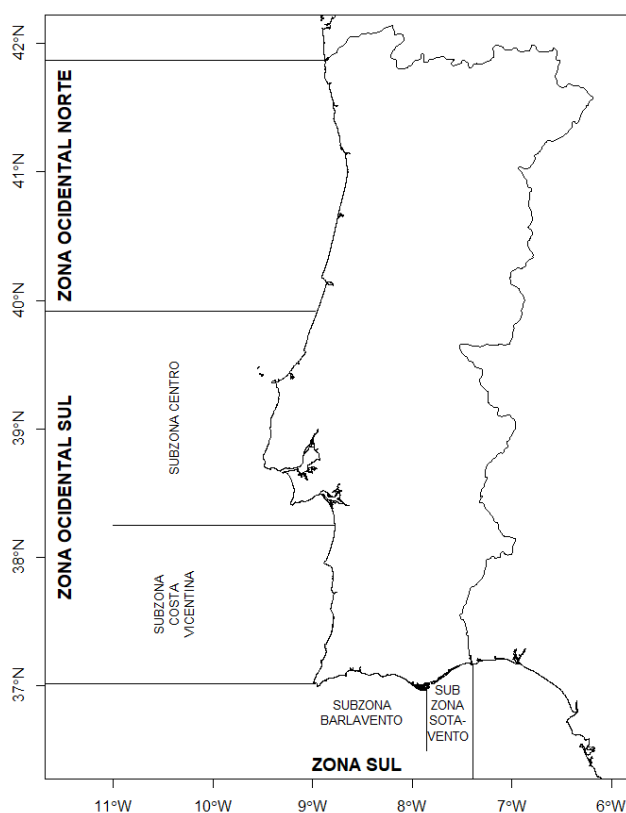 42°N
41°N
40°N
39°N
38°N
37°N
ZONA OCIDENTAL NORTE
ZONA OCIDENTAL SUL
SUBZONA CENTRO
SUBZONA
COSTA
VICENTINA
SUBZONA
BARLAVENTO
SUB
ZONA
SOTA-
VENTO
ZONA SUL
11°W
10°W
9°W
8°W
7°W
6°W